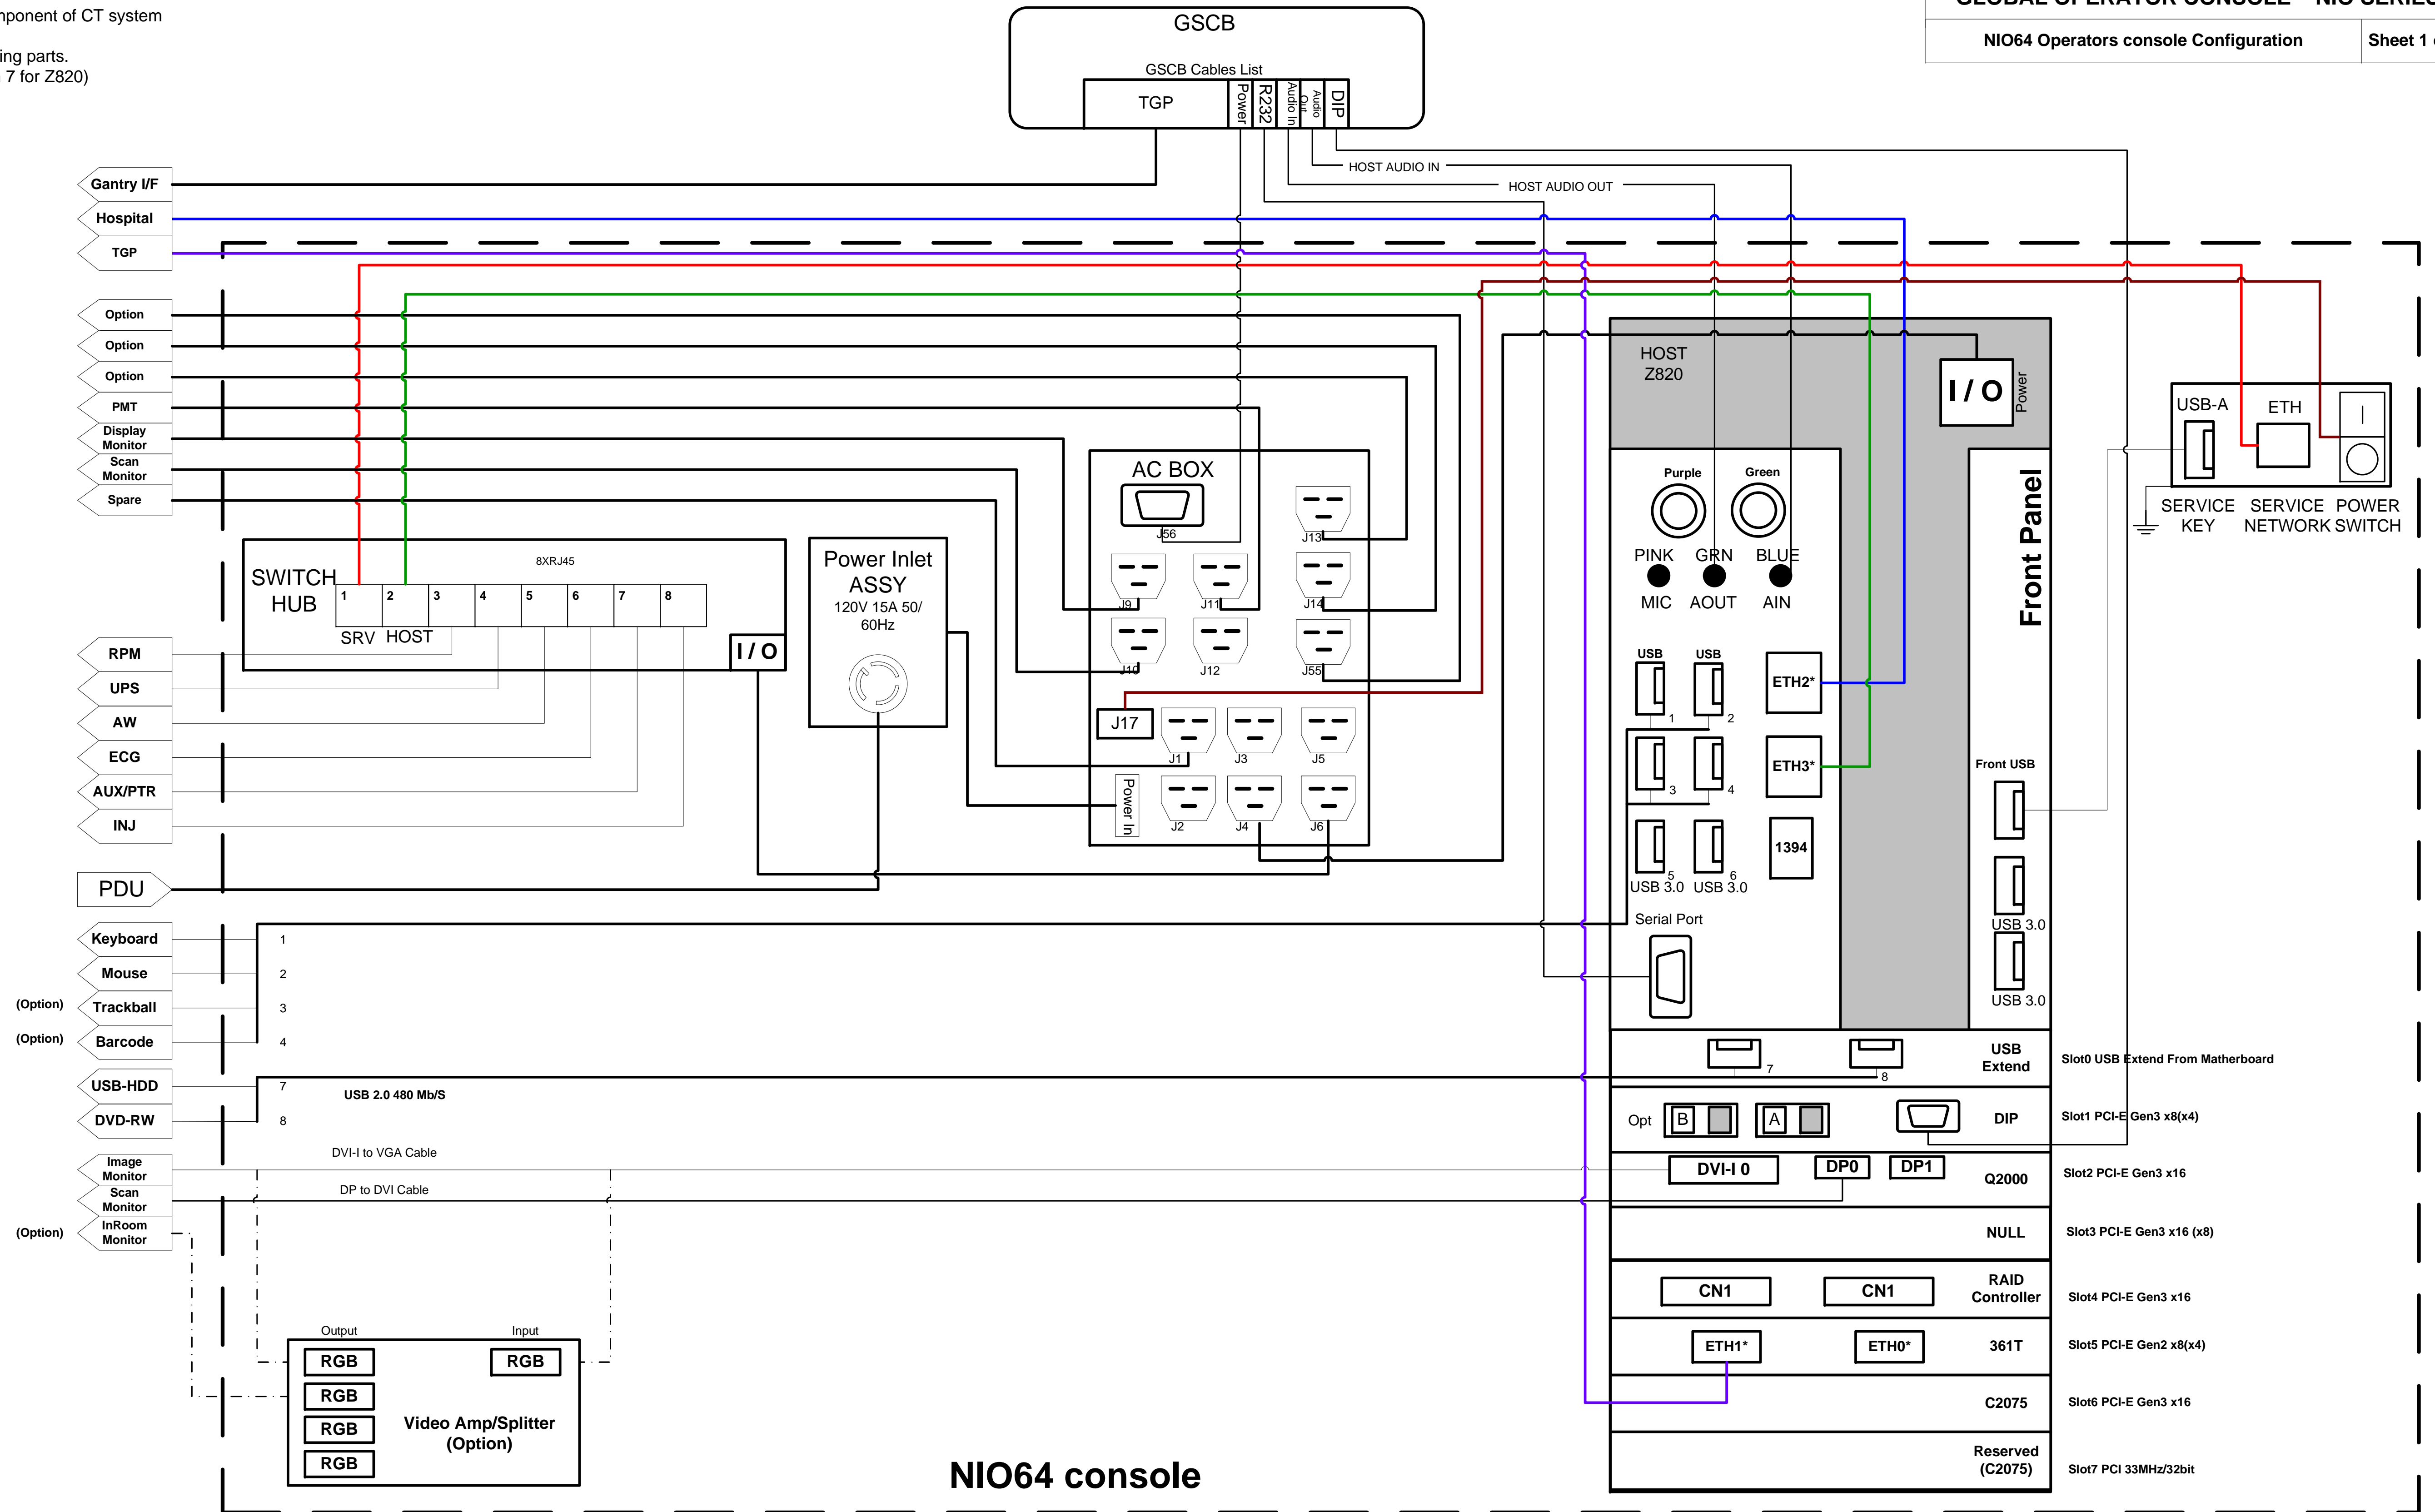 mponent of CT system
ing parts.
7 for Z820)
GLOBAL OPERATOR CONSOLE NIO SERIES
NIO64 Operators console Configuration
Sheet 1
GSCB
GSCB Cables List
TGP
Power
R232
Audio In
Audio
Out
DIP
HOST AUDIO IN
HOST AUDIO OUT
Gantry I/F
Hospital
TGP
Option
Option
Option
PMT
Display
Monitor
Scan
Monitor
Spare
SWITCH
HUB
8XRJ45
1 2 3 4 5 6 7 8
SRV HOST
I / O
Power Inlet
ASSY
120V 15A 50/
60Hz
AC BOX
J56
J13
J9
J11
J14
J10
J12
J55
J17
J1
J3
J5
Power In
J2
J4
J6
RPM
UPS
AW
ECG
AUX/PTR
INJ
PDU
Keyboard
1
Mouse
2
(Option)
Trackball
3
(Option)
Barcode
4
USB-HDD
7
USB 2.0 480 Mb/S
DVD-RW
8
DVI-I to VGA Cable
Image
Monitor
DP to DVI Cable
Scan
Monitor
(Option)
InRoom
Monitor
Output
Input
RGB
RGB
RGB
RGB
RGB
Video Amp/Splitter
(Option)
NIO64 console
HOST
Z820
I / O
Power
Purple
Green
PINK
GRN
BLUE
MIC
AOUT
AIN
Front Panel
USB
USB
1
2
ETH2*
3
4
ETH3*
5
6
USB 3.0
USB 3.0
1394
Serial Port
Front USB
USB 3.0
USB 3.0
USB-A
ETH
I
SERVICE
KEY
SERVICE
NETWORK
POWER
SWITCH
7
8
USB
Extend
Slot0 USB Extend From Matherboard
Opt
B
A
DIP
Slot1 PCI-E Gen3 x8(x4)
DVI-I 0
DP0
DP1
Q2000
Slot2 PCI-E Gen3 x16
NULL
Slot3 PCI-E Gen3 x16 (x8)
CN1
CN1
RAID
Controller
Slot4 PCI-E Gen3 x16
ETH1*
ETH0*
361T
Slot5 PCI-E Gen2 x8(x4)
C2075
Slot6 PCI-E Gen3 x16
Reserved
(C2075)
Slot7 PCI 33MHz/32bit